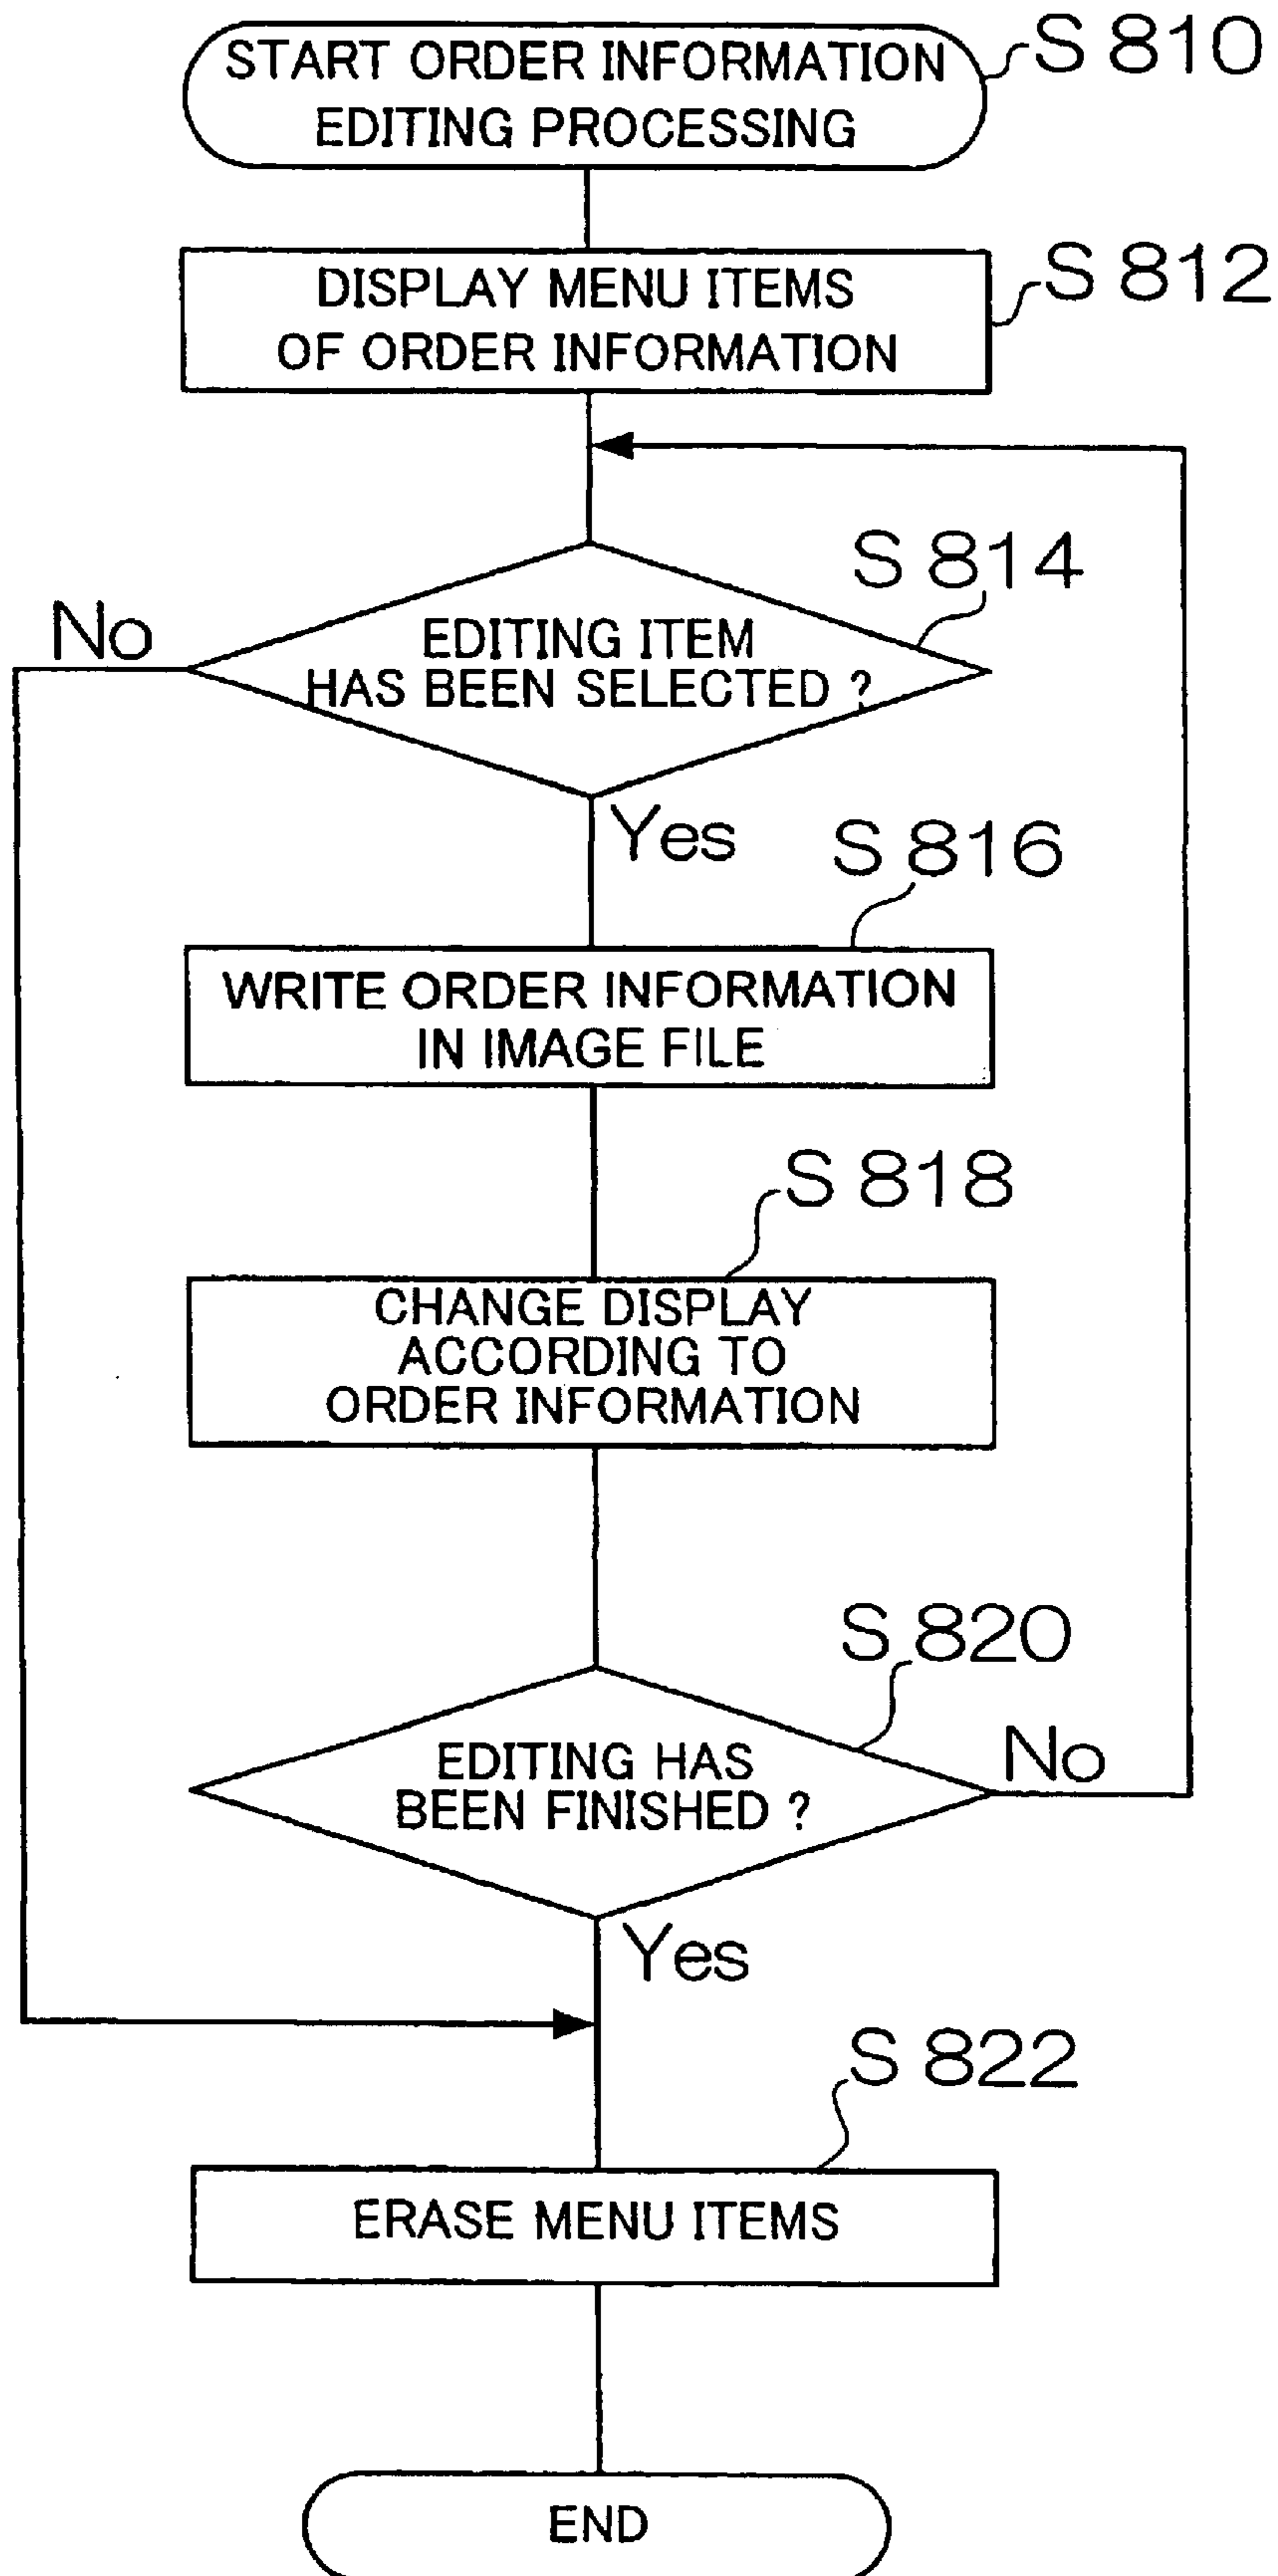 START ORDER INFORMATION
EDITING PROCESSING
S 810
DISPLAY MENU ITEMS
OF ORDER INFORMATION
S 812
S 814
No
EDITING ITEM
HAS BEEN SELECTED ?
Yes
S 816
WRITE ORDER INFORMATION
IN IMAGE FILE
S 818
CHANGE DISPLAY
ACCORDING TO
ORDER INFORMATION
S 820
EDITING HAS
BEEN FINISHED ?
No
Yes
S 822
ERASE MENU ITEMS
END